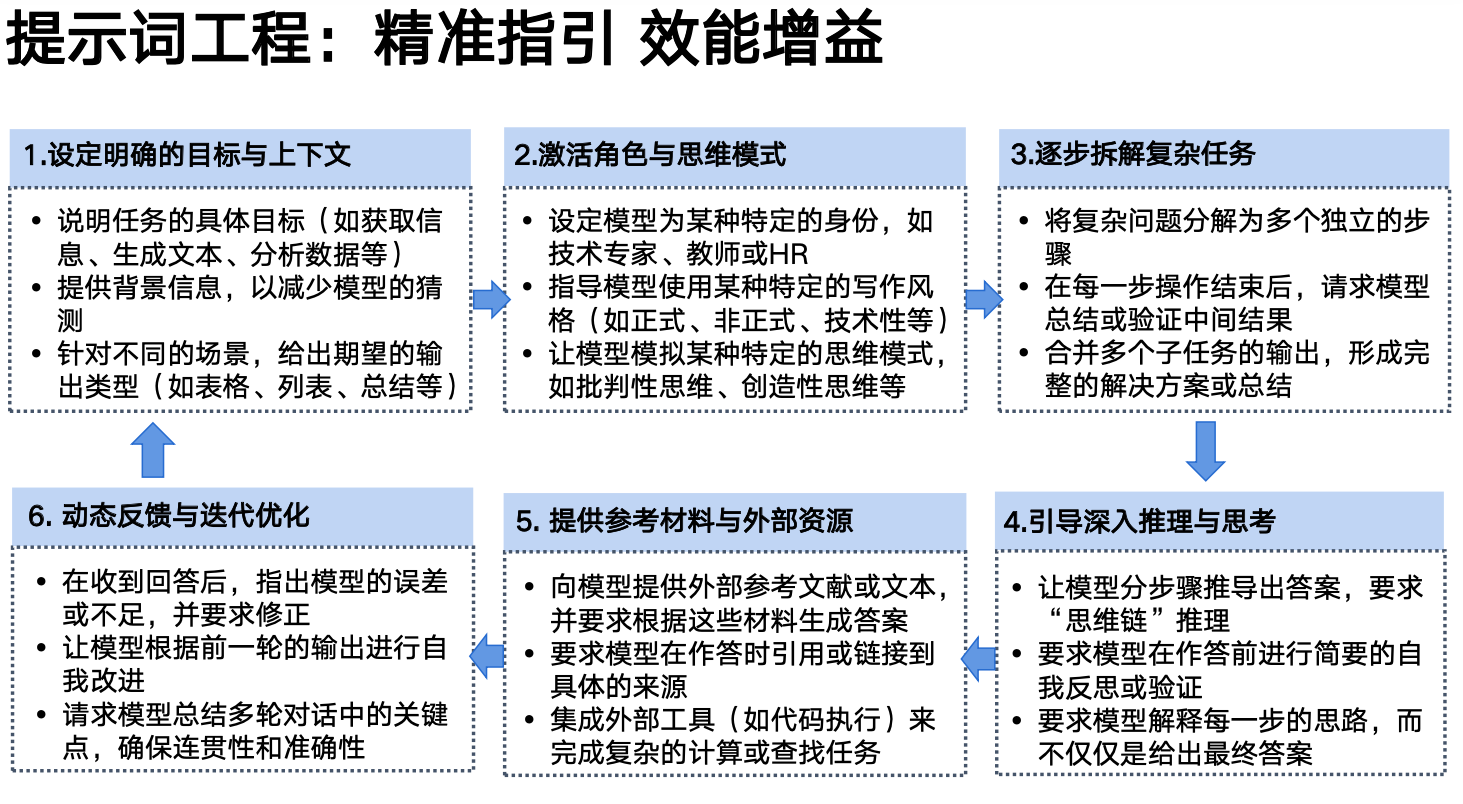 提示词工程：精准指引 效能增益
1.设定明确的目标与上下文
• 说明任务的具体目标（如获取信
息、生成文本、分析数据等）
• 提供背景信息，以减少模型的猜
测
• 针对不同的场景，给出期望的输
出类型（如表格、列表、总结等）
2.激活角色与思维模式
• 设定模型为某种特定的身份，如
技术专家、教师或HR
• 指导模型使用某种特定的写作风
格（如正式、非正式、技术性等）
• 让模型模拟某种特定的思维模式，
如批判性思维、创造性思维等
3.逐步拆解复杂任务
• 将复杂问题分解为多个独立的步
骤
• 在每一步操作结束后，请求模型
总结或验证中间结果
• 合并多个子任务的输出，形成完
整的解决方案或总结
4.引导深入推理与思考
• 让模型分步骤推导出答案，要求
“思维链”推理
• 要求模型在作答前进行简要的自
我反思或验证
• 要求模型解释每一步的思路，而
不仅仅是给出最终答案
5. 提供参考材料与外部资源
• 向模型提供外部参考文献或文本，
并要求根据这些材料生成答案
• 要求模型在作答时引用或链接到
具体的来源
• 集成外部工具（如代码执行）来
完成复杂的计算或查找任务
6. 动态反馈与迭代优化
• 在收到回答后，指出模型的误差
或不足，并要求修正
• 让模型根据前一轮的输出进行自
我改进
• 请求模型总结多轮对话中的关键
点，确保连贯性和准确性